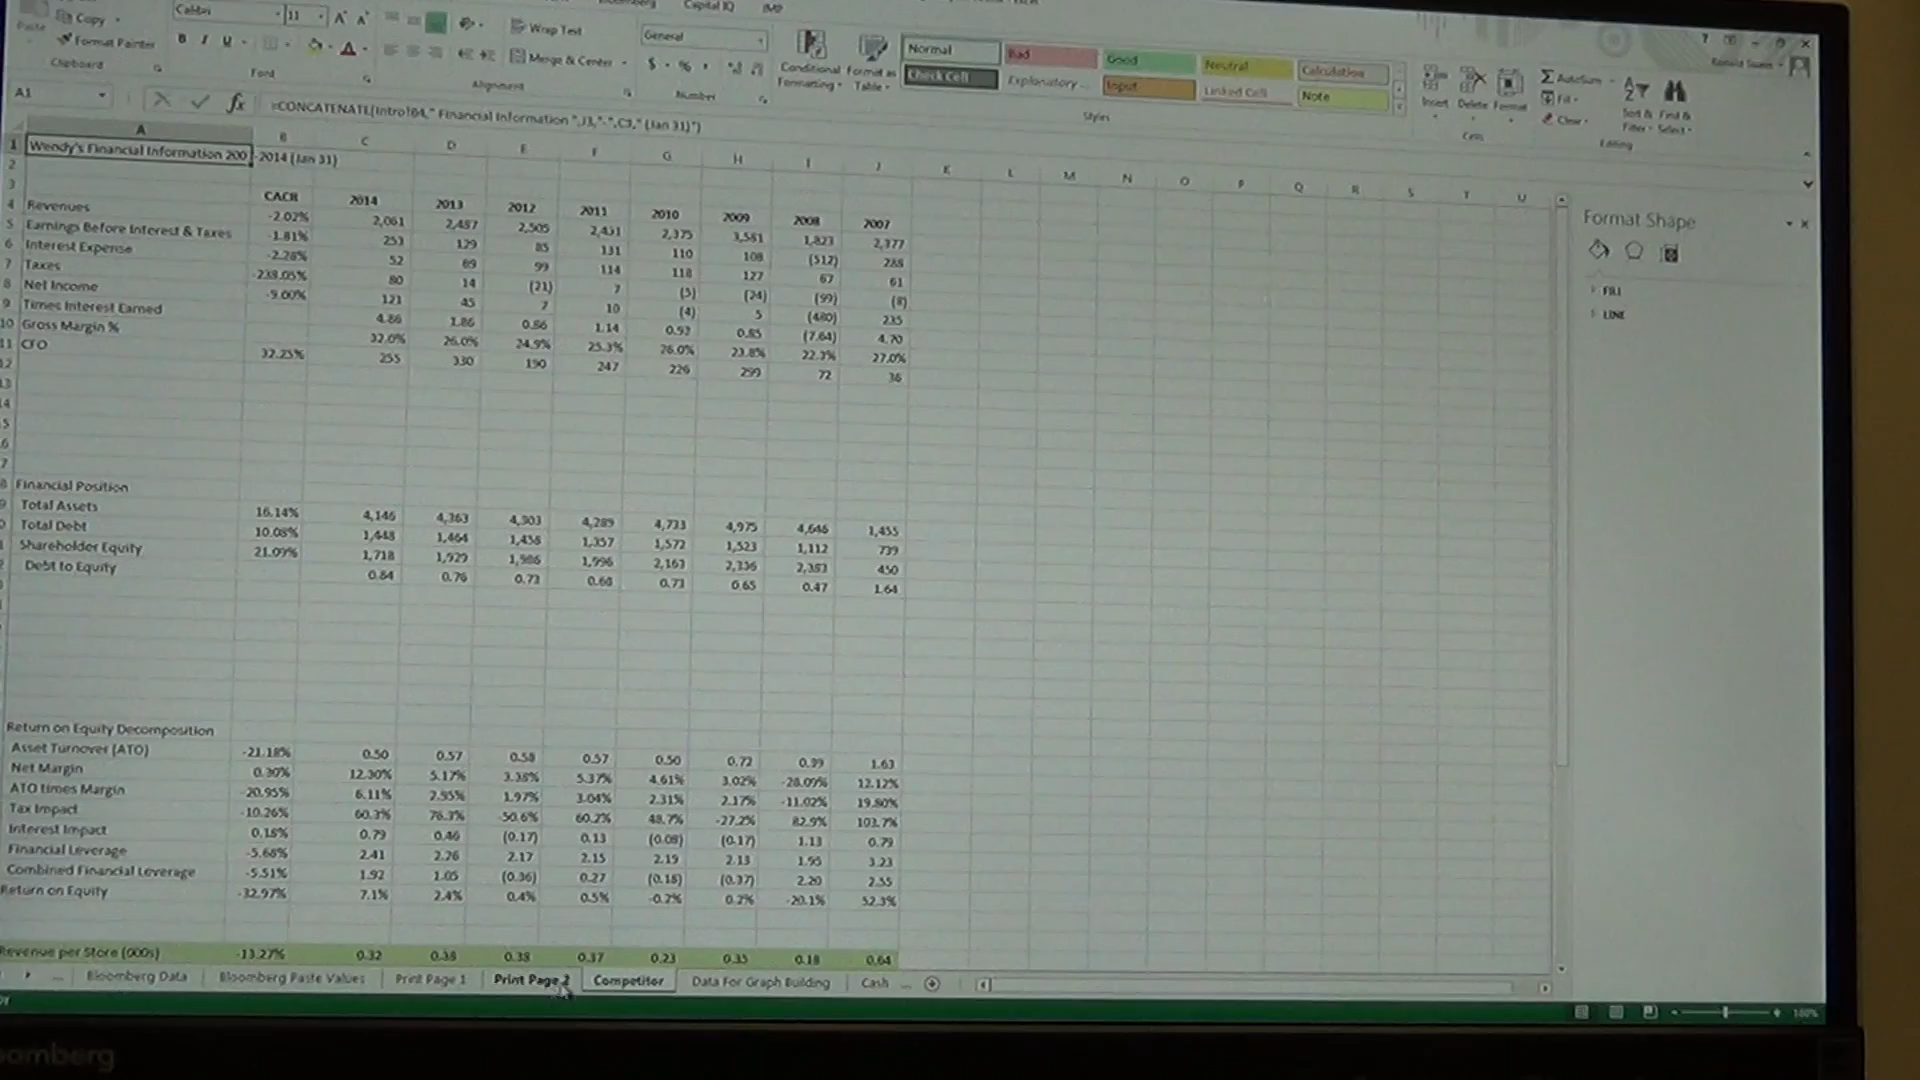 Capital IQ
Copy
Format Painter
Clipboard
Calibri
11
B I U
Font
Wrap Text
Merge & Center
Alignment
General
$ % ,
Number
Conditional Formatting
Format as Table
Normal Bad Good Neutral Calculation
Check Cell Explanatory ... Input Linked Cell Note
Styles
Insert Delete Format
Cells
AutoSum
Fill
Clear
Sort & Filter
Find & Select
Editing
A1
fx
A B C D E F G H I J K L M N O P Q R S T U
Wendy's Financial Information 200 -2014 (Jan 31)
2014 2013 2012 2011 2010 2009 2008 2007
Revenues -2.02% 2,061 2,487 2,505 2,431 2,375 3,581 1,823 2,377
Earnings Before Interest & Taxes -1.81% 253 129 85 131 110 108 (512) 288
Interest Expense -2.28% 52 69 99 114 118 127 67 61
Taxes -238.05% 80 14 (21) 7 (5) (24) (99) (8)
Net Income -9.00% 121 45 7 10 (4) 5 (480) 235
Times Interest Earned 4.86 1.86 0.86 1.14 0.93 0.85 (7.64) 4.70
Gross Margin % 32.0% 26.0% 24.9% 25.3% 26.0% 23.8% 22.3% 27.0%
CFO 32.25% 255 330 190 247 226 299 72 36
Financial Position
Total Assets 16.14% 4,146 4,363 4,303 4,289 4,733 4,975 4,646 1,455
Total Debt 10.08% 1,448 1,464 1,458 1,357 1,572 1,523 1,112 739
Shareholder Equity 21.09% 1,718 1,929 1,986 1,996 2,163 2,336 2,383 450
Debt to Equity 0.84 0.76 0.73 0.68 0.73 0.65 0.47 1.64
Return on Equity Decomposition
Asset Turnover (ATO) -21.18% 0.50 0.57 0.58 0.57 0.50 0.72 0.39 1.63
Net Margin 0.30% 12.30% 5.17% 3.38% 5.37% 4.61% 3.02% -28.09% 12.12%
ATO times Margin -20.95% 6.11% 2.95% 1.97% 3.04% 2.31% 2.17% -11.02% 19.80%
Tax Impact -10.26% 60.3% 76.3% -50.6% 60.2% 48.7% -27.2% 82.9% 103.7%
Interest Impact 0.18% 0.79 0.46 (0.17) 0.13 (0.08) (0.17) 1.13 0.79
Financial Leverage -5.68% 2.41 2.26 2.17 2.15 2.19 2.13 1.95 3.23
Combined Financial Leverage -5.51% 1.92 1.05 (0.36) 0.27 (0.18) (0.37) 2.20 2.55
Return on Equity -32.97% 7.1% 2.4% 0.4% 0.5% -0.2% 0.2% -20.1% 52.3%
Revenue per Store (000s) -13.27% 0.32 0.38 0.38 0.37 0.23 0.35 0.18 0.64
... Bloomberg Data Bloomberg Paste Values Print Page 1 Print Page 2 Competitor Data For Graph Building Cash ...
Format Shape
FILL
LINE
100%
oomberg